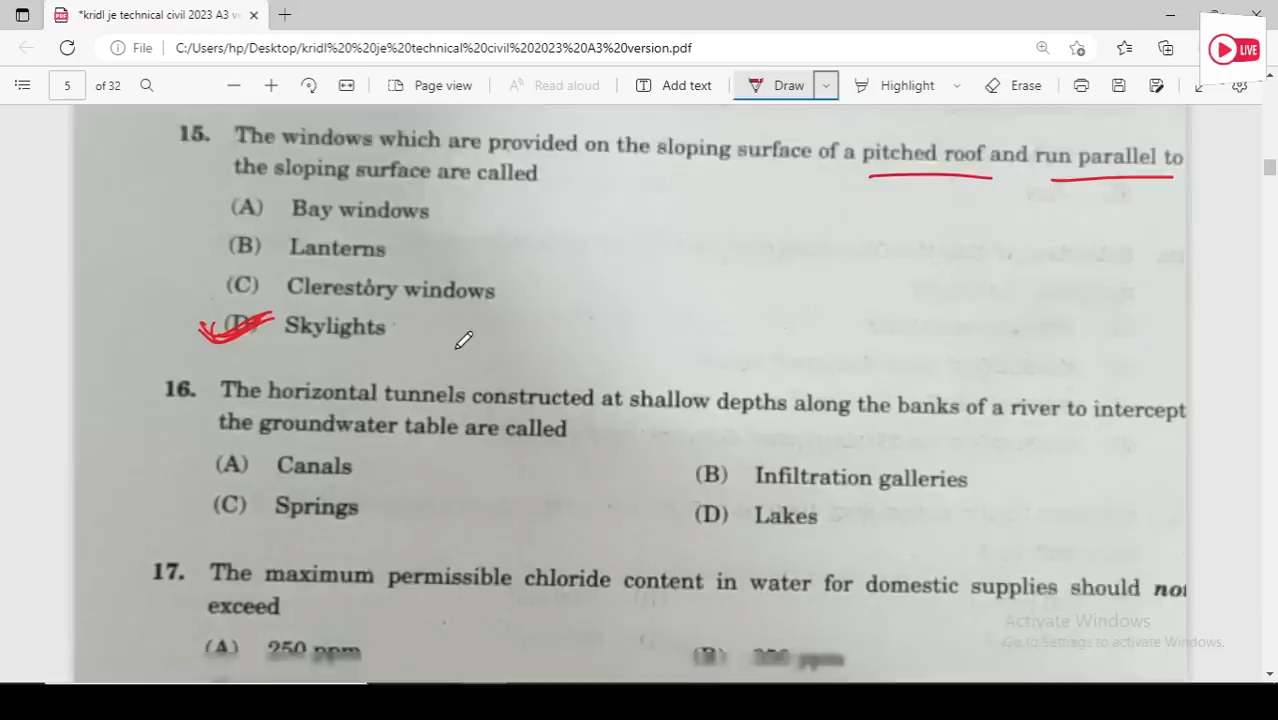 *kridl je technical civil 2023 A3 ve
File C:/Users/hp/Desktop/kridl%20%20je%20technical%20civil%202023%20A3%20version.pdf
LIVE
5 of 32 Page view Read aloud Add text Draw Highlight Erase
15. The windows which are provided on the sloping surface of a pitched roof and run parallel to
the sloping surface are called
(A) Bay windows
(B) Lanterns
(C) Clerestory windows
(D) Skylights
16. The horizontal tunnels constructed at shallow depths along the banks of a river to intercept
the groundwater table are called
(A) Canals
(B) Infiltration galleries
(C) Springs
(D) Lakes
17. The maximum permissible chloride content in water for domestic supplies should not
exceed
Activate Windows
Go to Settings to activate Windows.
(A) 250 ppm
(B) ppm